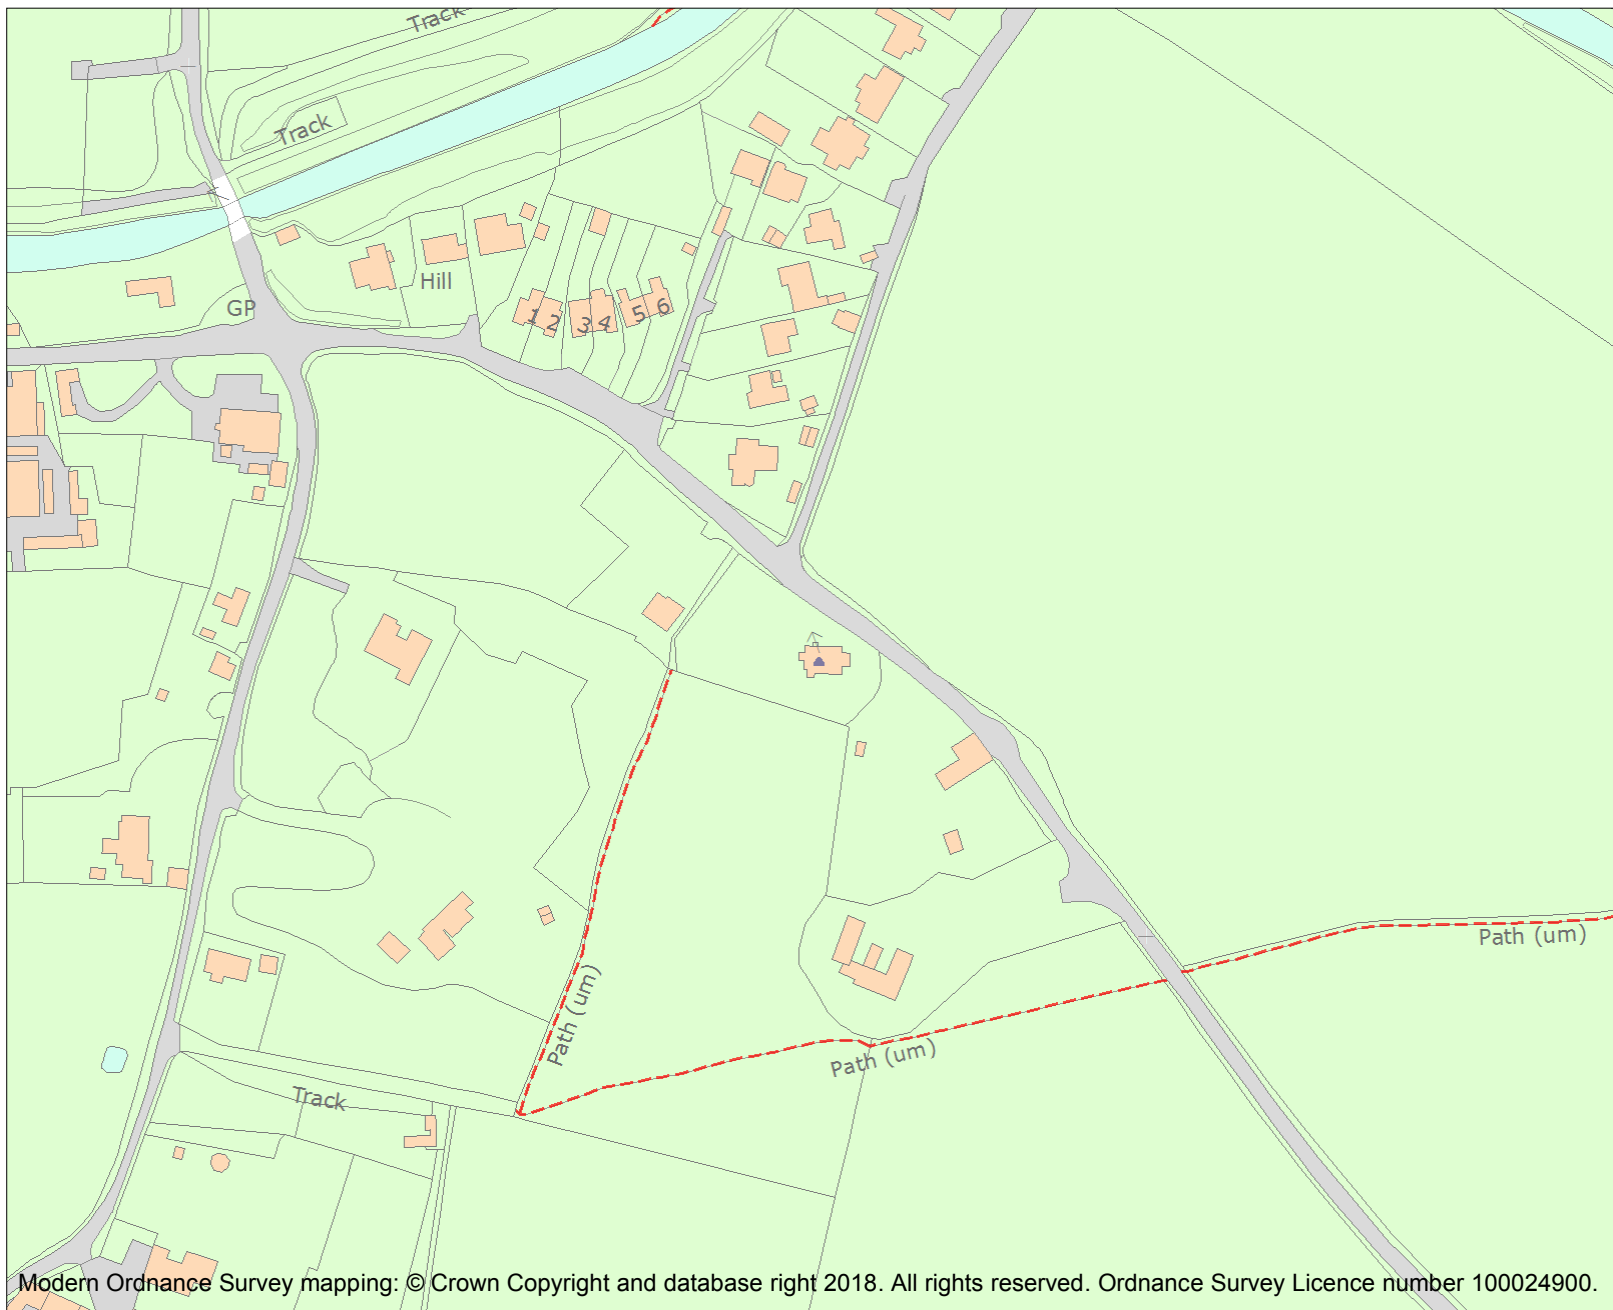 Track
Track
Hill
GP
1
2
3
4
5
6
Path (um)
Path (um)
Path (um)
Track
Modern Ordnance Survey mapping: © Crown Copyright and database right 2018. All rights reserved. Ordnance Survey Licence number 100024900.